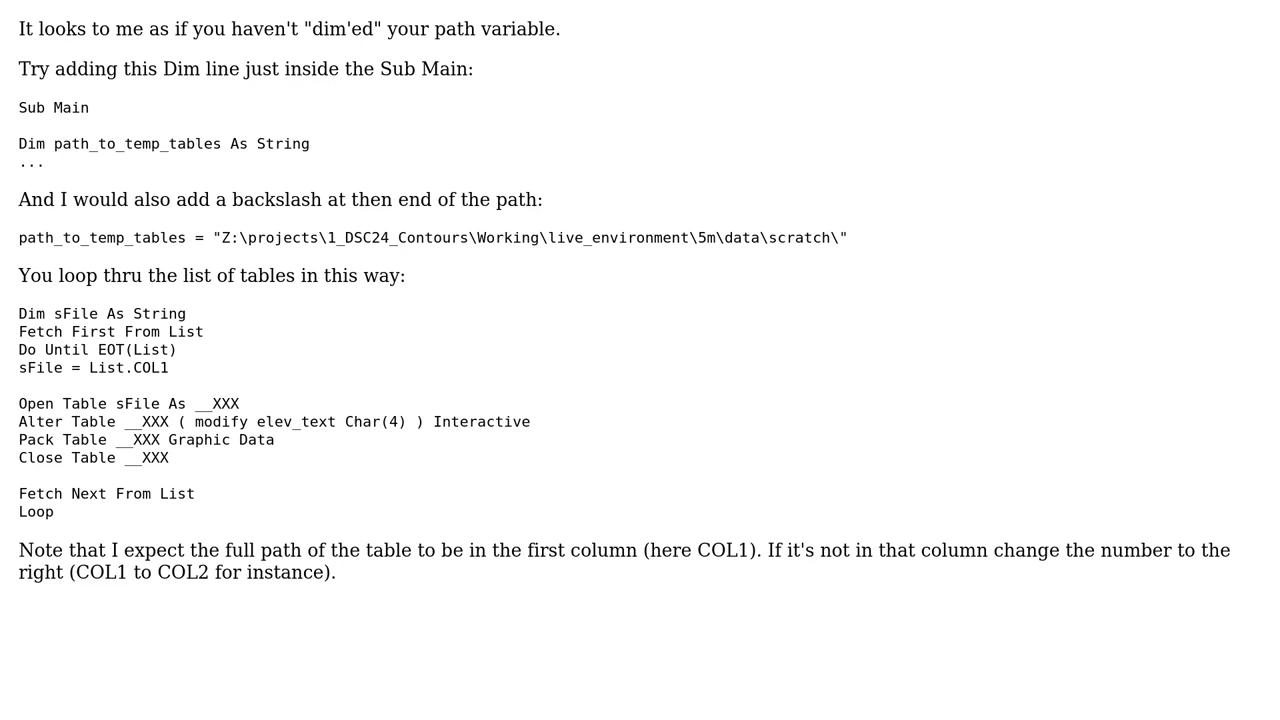 It looks to me as if you haven't "dim'ed" your path variable.
Try adding this Dim line just inside the Sub Main:
Sub Main
Dim path_to_temp_tables As String
...
And I would also add a backslash at then end of the path:
path_to_temp_tables = "Z:\projects\1_DSC24_Contours\Working\live_environment\5m\data\scratch\"
You loop thru the list of tables in this way:
Dim sFile As String
Fetch First From List
Do Until EOT(List)
sFile = List.COL1
Open Table sFile As __XXX
Alter Table __XXX ( modify elev_text Char(4) ) Interactive
Pack Table __XXX Graphic Data
Close Table __XXX
Fetch Next From List
Loop
Note that I expect the full path of the table to be in the first column (here COL1). If it's not in that column change the number to the
right (COL1 to COL2 for instance).